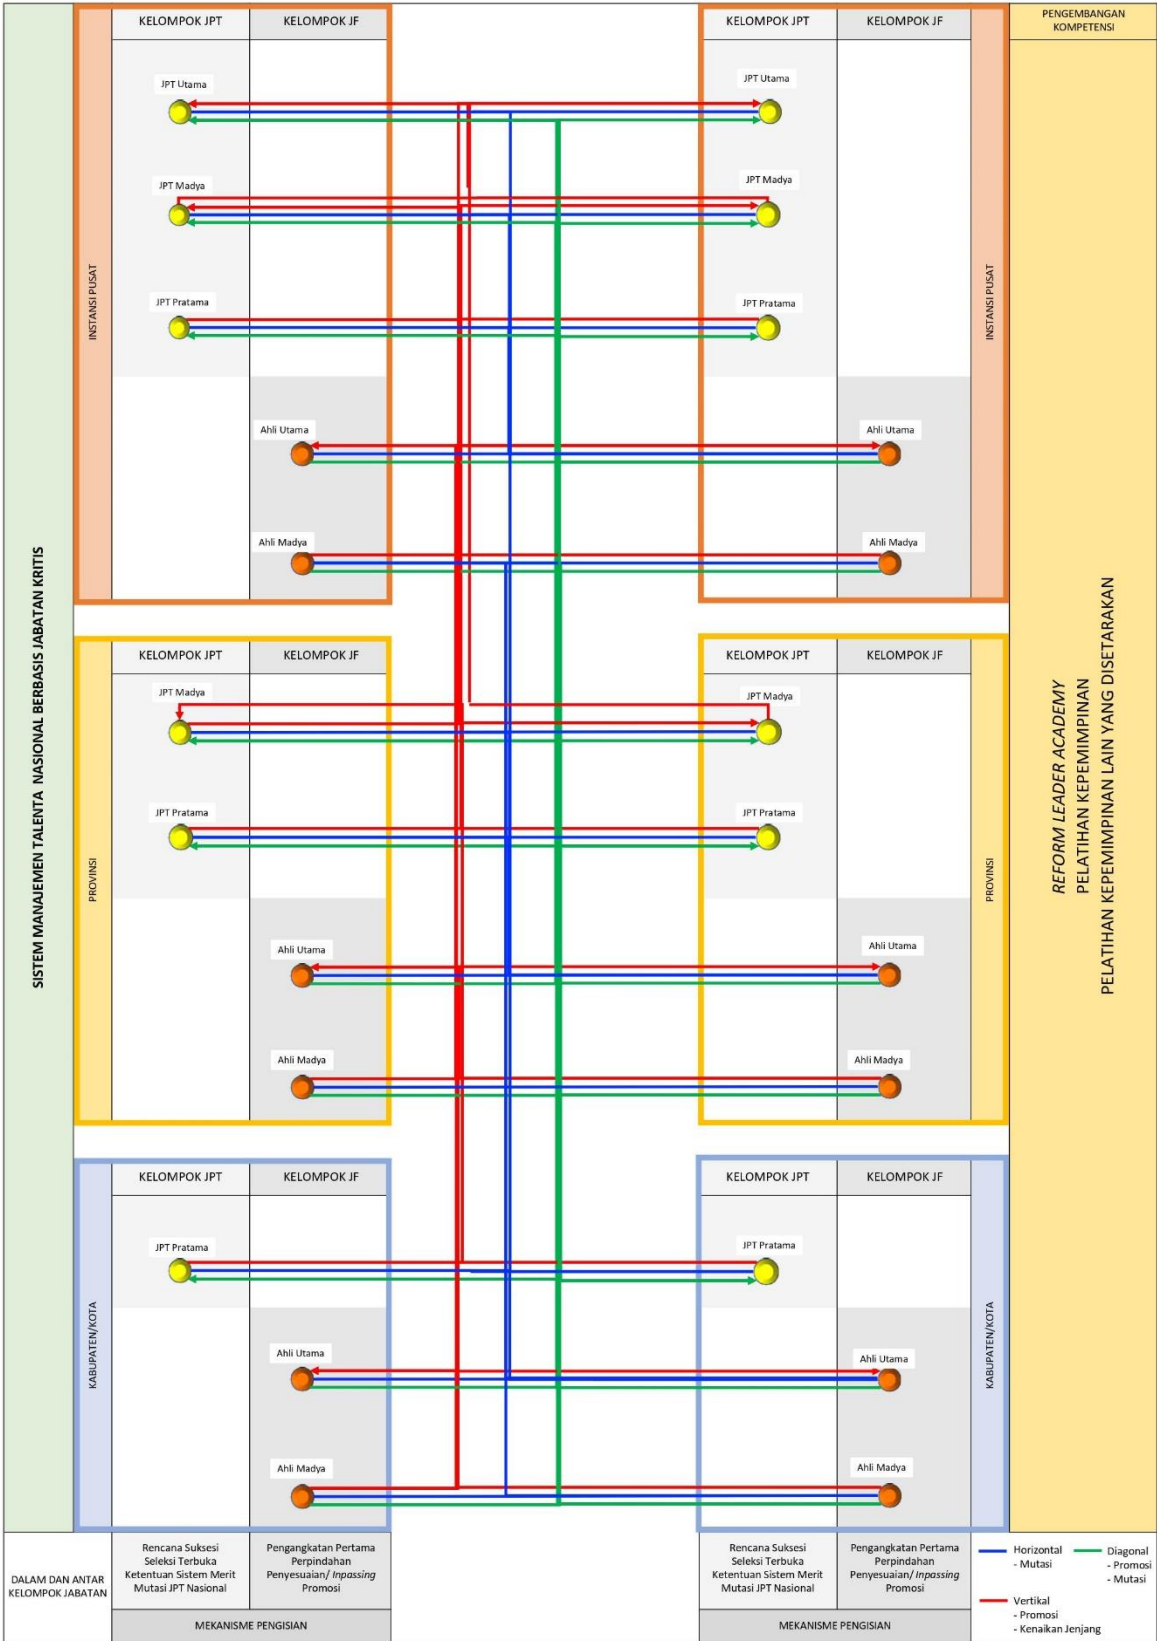 SISTEM MANAJEMEN TALENTA NASIONAL BERBASIS JABATAN KRITIS
INSTANSI PUSAT
KELOMPOK JPT
KELOMPOK JF
JPT Utama
JPT Madya
JPT Pratama
Ahli Utama
Ahli Madya
KELOMPOK JPT
KELOMPOK JF
JPT Utama
JPT Madya
JPT Pratama
Ahli Utama
Ahli Madya
INSTANSI PUSAT
PROVINSI
KELOMPOK JPT
KELOMPOK JF
JPT Madya
JPT Pratama
Ahli Utama
Ahli Madya
KELOMPOK JPT
KELOMPOK JF
JPT Madya
JPT Pratama
Ahli Utama
Ahli Madya
PROVINSI
KABUPATEN/KOTA
KELOMPOK JPT
KELOMPOK JF
JPT Pratama
Ahli Utama
Ahli Madya
KELOMPOK JPT
KELOMPOK JF
JPT Pratama
Ahli Utama
Ahli Madya
KABUPATEN/KOTA
PENGEMBANGAN
KOMPETENSI
REFORM LEADER ACADEMY
PELATIHAN KEPEMIMPINAN
PELATIHAN KEPEMIMPINAN LAIN YANG DISETARAKAN
DALAM DAN ANTAR
KELOMPOK JABATAN
Rencana Suksesi
Seleksi Terbuka
Ketentuan Sistem Merit
Mutasi JPT Nasional
Pengangkatan Pertama
Perpindahan
Penyesuaian/ Inpassing
Promosi
MEKANISME PENGISIAN
Rencana Suksesi
Seleksi Terbuka
Ketentuan Sistem Merit
Mutasi JPT Nasional
Pengangkatan Pertama
Perpindahan
Penyesuaian/ Inpassing
Promosi
MEKANISME PENGISIAN
Horizontal
- Mutasi
Diagonal
- Promosi
- Mutasi
Vertikal
- Promosi
- Kenaikan Jenjang